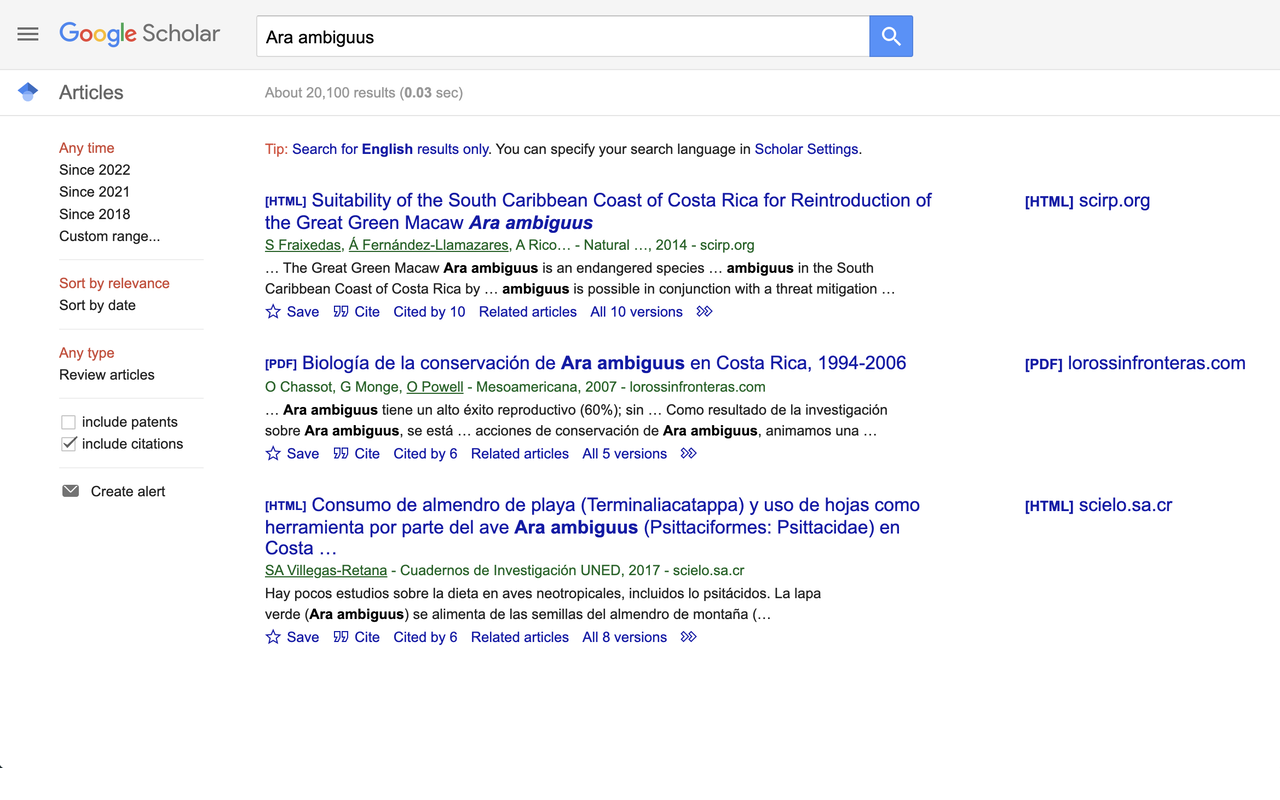 Google Scholar
Ara ambiguus
Articles
About 20,100 results (0.03 sec)
Any time
Since 2022
Since 2021
Since 2018
Custom range...
Sort by relevance
Sort by date
Any type
Review articles
include patents
include citations
Create alert
Tip: Search for English results only. You can specify your search language in Scholar Settings.
[HTML] Suitability of the South Caribbean Coast of Costa Rica for Reintroduction of
the Great Green Macaw Ara ambiguus
S Fraixedas, Á Fernández-Llamazares, A Rico… - Natural …, 2014 - scirp.org
… The Great Green Macaw Ara ambiguus is an endangered species … ambiguus in the South
Caribbean Coast of Costa Rica by … ambiguus is possible in conjunction with a threat mitigation …
Save Cite Cited by 10 Related articles All 10 versions
[HTML] scirp.org
[PDF] Biología de la conservación de Ara ambiguus en Costa Rica, 1994-2006
O Chassot, G Monge, O Powell - Mesoamericana, 2007 - lorossinfronteras.com
… Ara ambiguus tiene un alto éxito reproductivo (60%); sin … Como resultado de la investigación
sobre Ara ambiguus, se está … acciones de conservación de Ara ambiguus, animamos una …
Save Cite Cited by 6 Related articles All 5 versions
[PDF] lorossinfronteras.com
[HTML] Consumo de almendro de playa (Terminaliacatappa) y uso de hojas como
herramienta por parte del ave Ara ambiguus (Psittaciformes: Psittacidae) en
Costa …
SA Villegas-Retana - Cuadernos de Investigación UNED, 2017 - scielo.sa.cr
Hay pocos estudios sobre la dieta en aves neotropicales, incluidos lo psitácidos. La lapa
verde (Ara ambiguus) se alimenta de las semillas del almendro de montaña (…
Save Cite Cited by 6 Related articles All 8 versions
[HTML] scielo.sa.cr